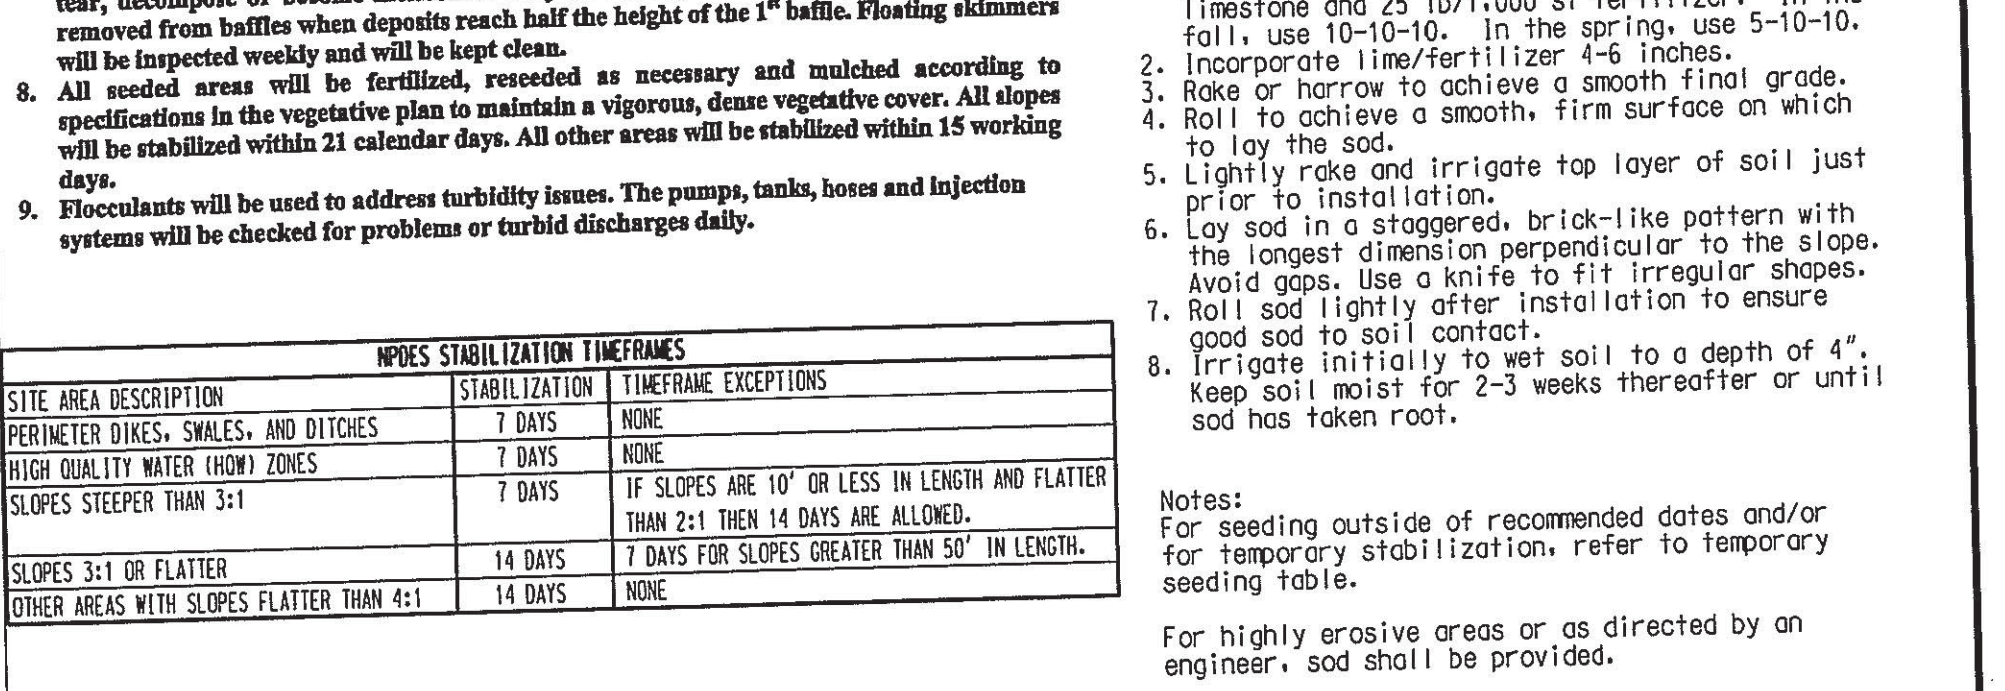 removed from baffles when deposits reach half the height of the 1st baffle. Floating skimmers
will be inspected weekly and will be kept clean.
8. All seeded areas will be fertilized, reseeded as necessary and mulched according to
specifications in the vegetative plan to maintain a vigorous, dense vegetative cover. All slopes
will be stabilized within 21 calendar days. All other areas will be stabilized within 15 working
days.
9. Flocculants will be used to address turbidity issues. The pumps, tanks, hoses and injection
systems will be checked for problems or turbid discharges daily.
NPDES STABILIZATION TIMEFRAMES
SITE AREA DESCRIPTION STABILIZATION TIMEFRAME EXCEPTIONS
PERIMETER DIKES, SWALES, AND DITCHES 7 DAYS NONE
HIGH QUALITY WATER (HQW) ZONES 7 DAYS NONE
SLOPES STEEPER THAN 3:1 7 DAYS IF SLOPES ARE 10' OR LESS IN LENGTH AND FLATTER
THAN 2:1 THEN 14 DAYS ARE ALLOWED.
SLOPES 3:1 OR FLATTER 14 DAYS 7 DAYS FOR SLOPES GREATER THAN 50' IN LENGTH.
OTHER AREAS WITH SLOPES FLATTER THAN 4:1 14 DAYS NONE
limestone and 25 lb/1,000 sf fertilizer. In the
fall, use 10-10-10. In the spring, use 5-10-10.
2. Incorporate lime/fertilizer 4-6 inches.
3. Rake or harrow to achieve a smooth final grade.
4. Roll to achieve a smooth, firm surface on which
to lay the sod.
5. Lightly rake and irrigate top layer of soil just
prior to installation.
6. Lay sod in a staggered, brick-like pattern with
the longest dimension perpendicular to the slope.
Avoid gaps. Use a knife to fit irregular shapes.
7. Roll sod lightly after installation to ensure
good sod to soil contact.
8. Irrigate initially to wet soil to a depth of 4".
Keep soil moist for 2-3 weeks thereafter or until
sod has taken root.
Notes:
For seeding outside of recommended dates and/or
for temporary stabilization, refer to temporary
seeding table.
For highly erosive areas or as directed by an
engineer, sod shall be provided.